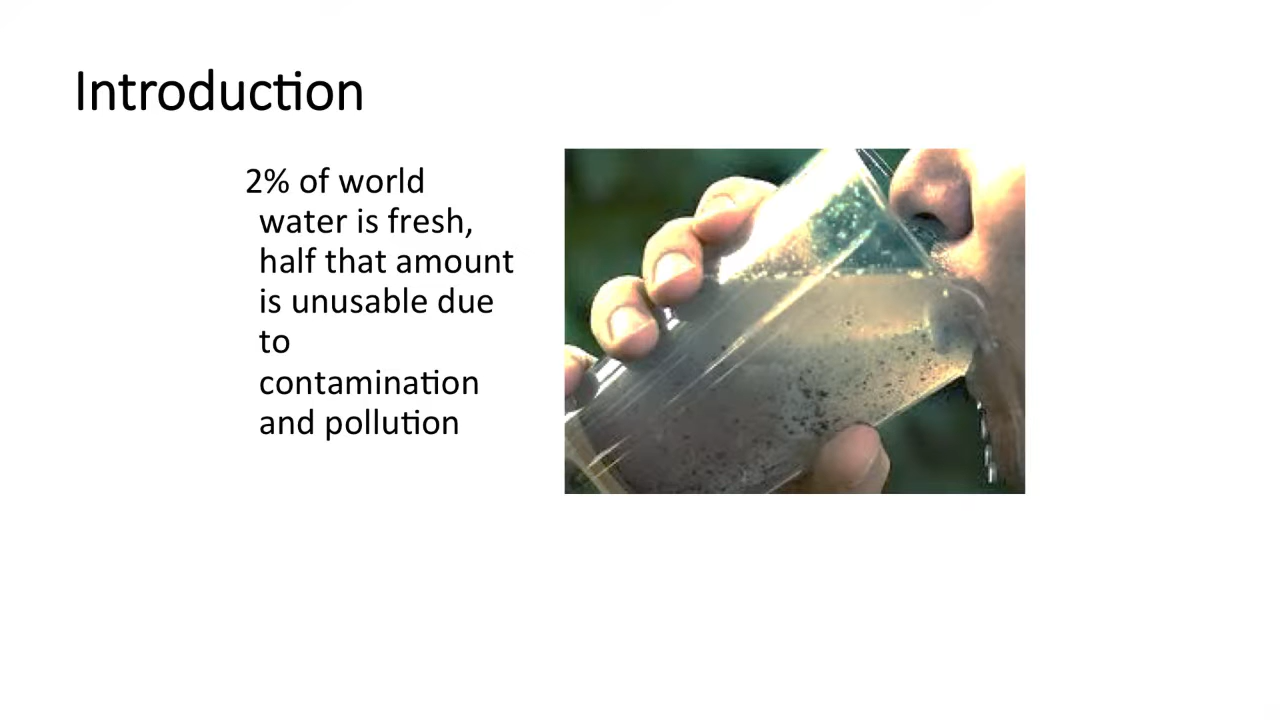 Introduction
2% of world
water is fresh,
half that amount
is unusable due
to
contamination
and pollution